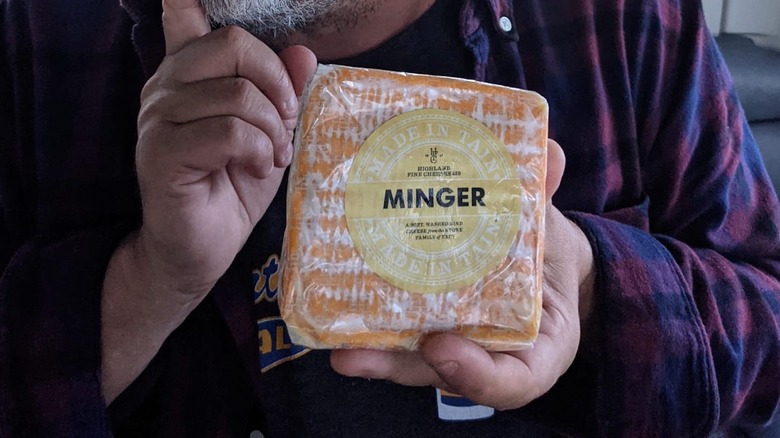 MADE IN TAIN
HIGHLAND
FINE CHEESES
MINGER
A SOFT, WASHED RIND
CHEESE from the STONE
FAMILY of TAIN
MADE IN TAIN
AL